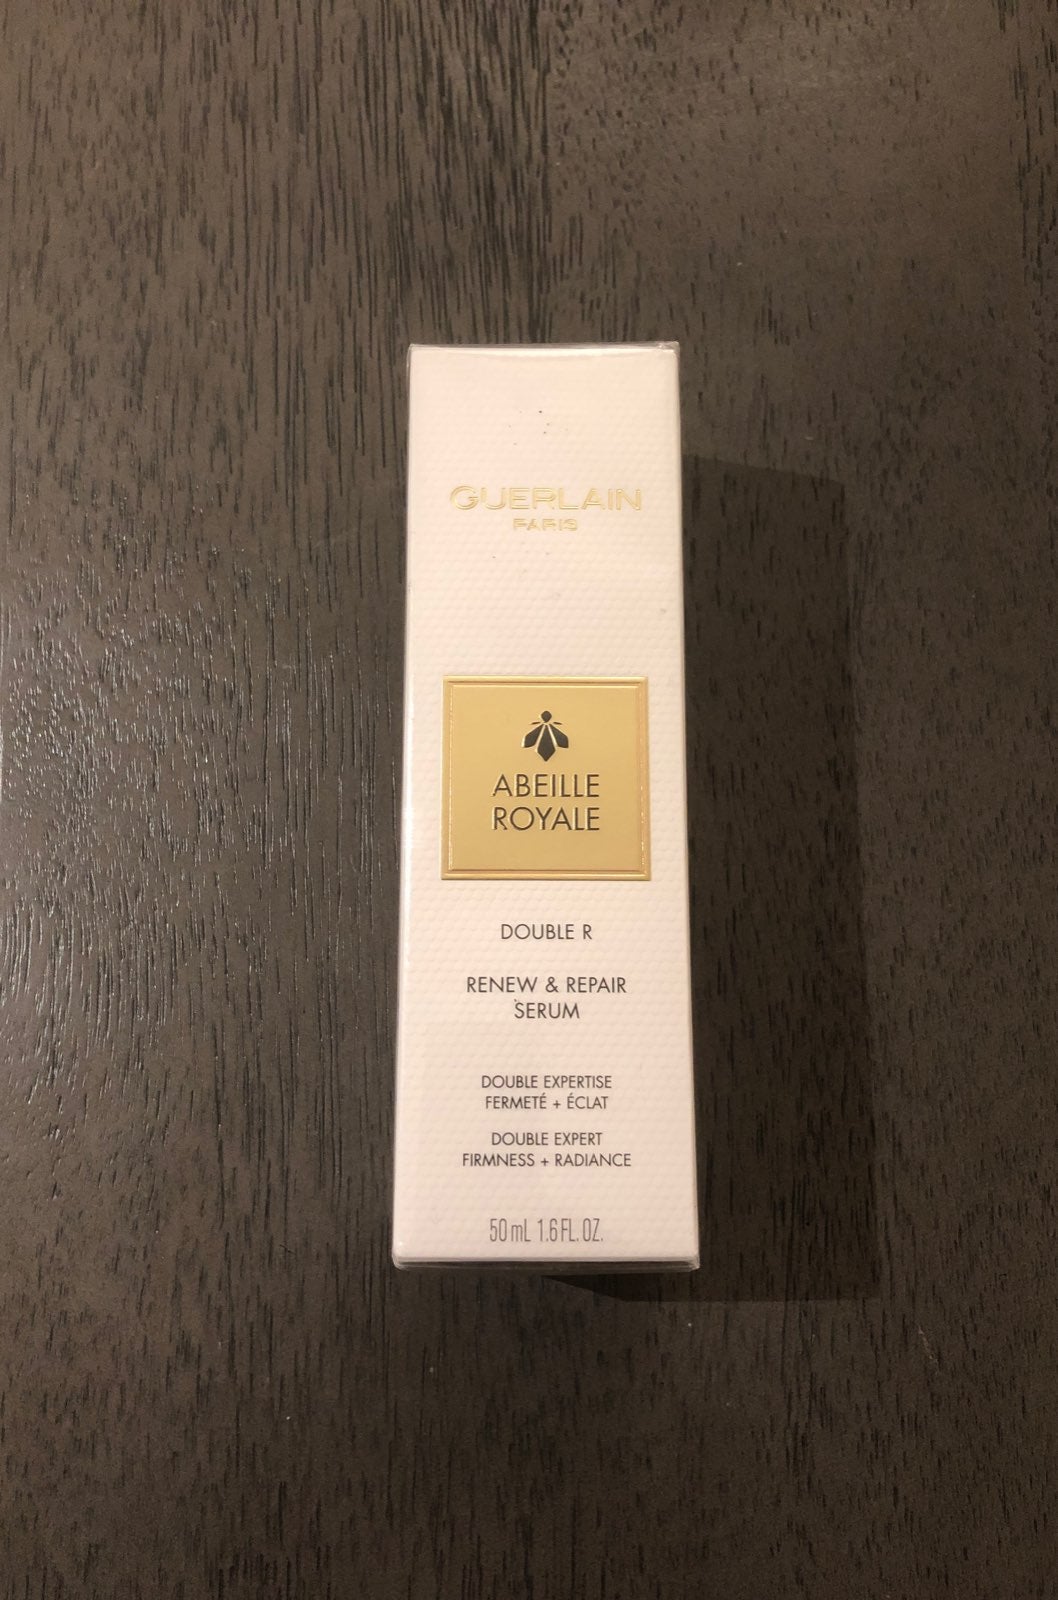 GUERLAIN
PARIS
ABEILLE
ROYALE
DOUBLE R
RENEW & REPAIR
SERUM
DOUBLE EXPERTISE
FERMETÉ + ÉCLAT
DOUBLE EXPERT
FIRMNESS + RADIANCE
50 mL 1.6 FL. OZ.